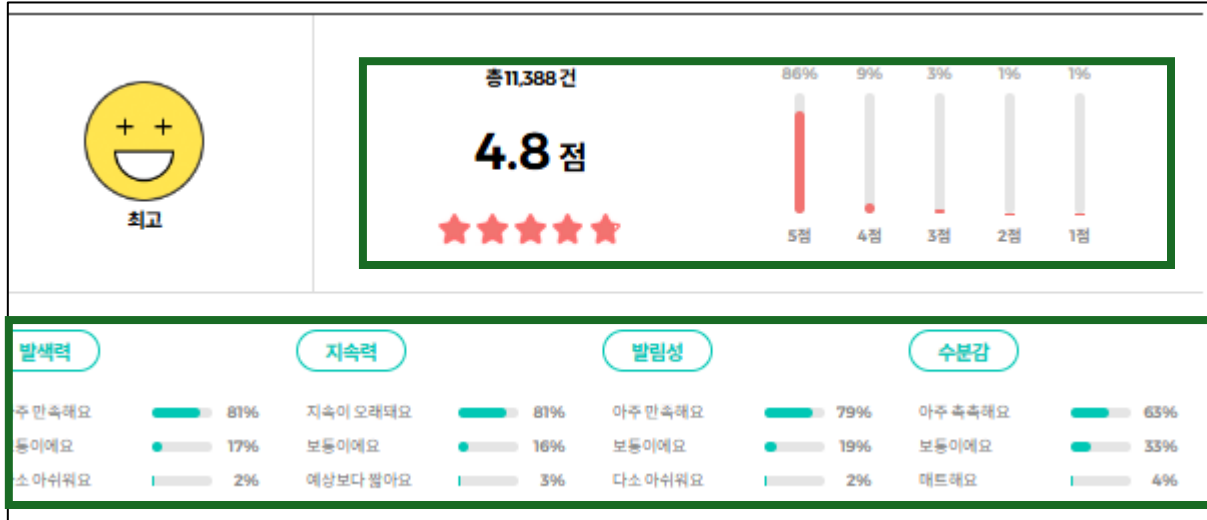 최고
총 11,388 건
4.8 점
86% 9% 3% 1% 1%
5점 4점 3점 2점 1점
발색력 지속력 발림성 수분감
주 만족해요 81% 지속이 오래돼요 81% 아주 만족해요 79% 아주 촉촉해요 63%
보통이에요 17% 보통이에요 16% 보통이에요 19% 보통이에요 33%
소 아쉬워요 2% 예상보다 짧아요 3% 다소 아쉬워요 2% 매트해요 4%